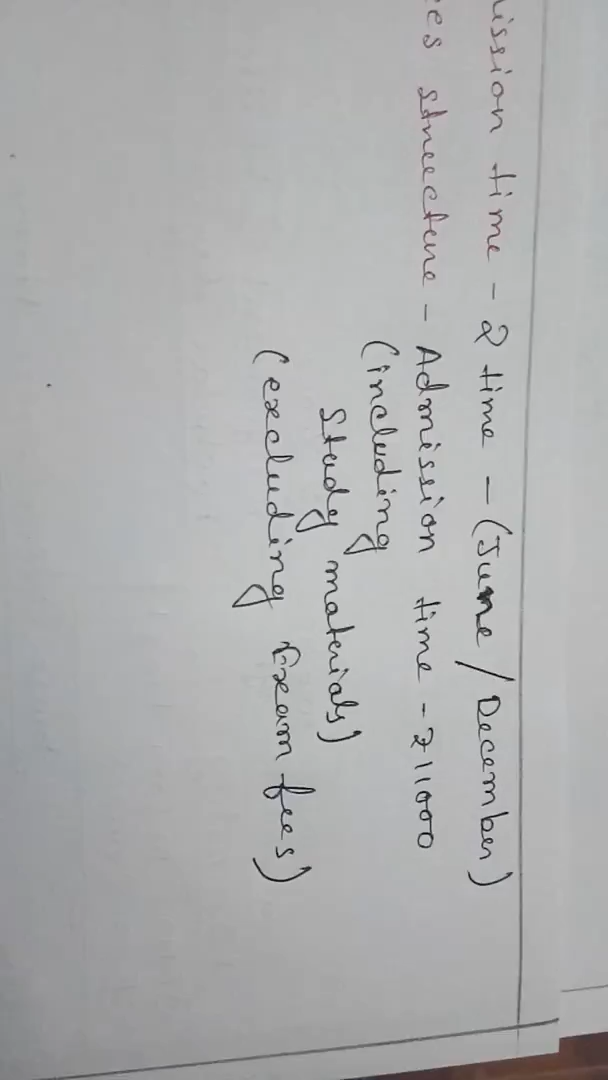 ission time - 2 time - (June/December)
es structure - Admission time - ₹11000
(including
study materials)
(excluding Exam fees)